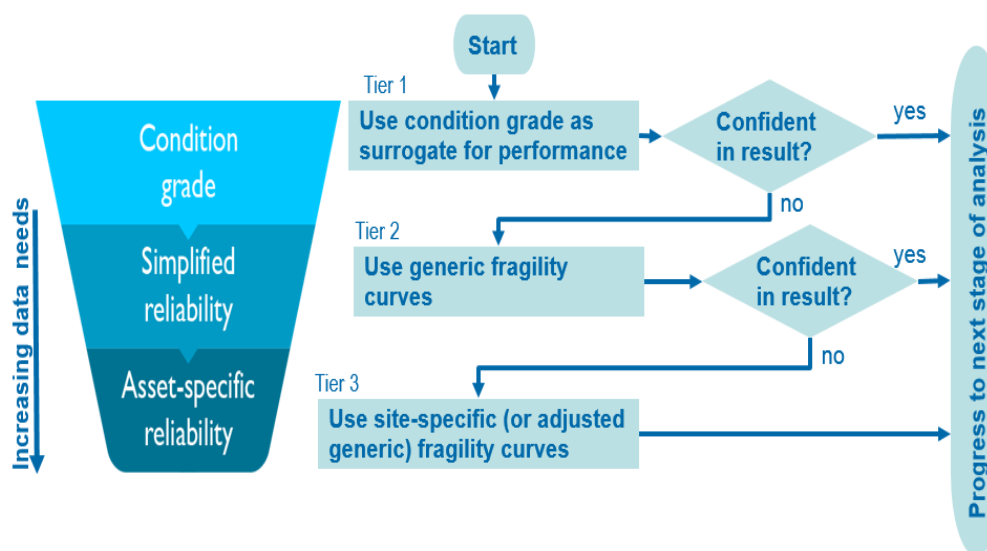 Start
Tier 1
Use condition grade as
surrogate for performance
Confident
in result?
yes
no
Tier 2
Use generic fragility
curves
Confident
in result?
yes
no
Tier 3
Use site-specific (or adjusted
generic) fragility curves
Progress to next stage of analysis
Condition
grade
Simplified
reliability
Asset-specific
reliability
Increasing data needs